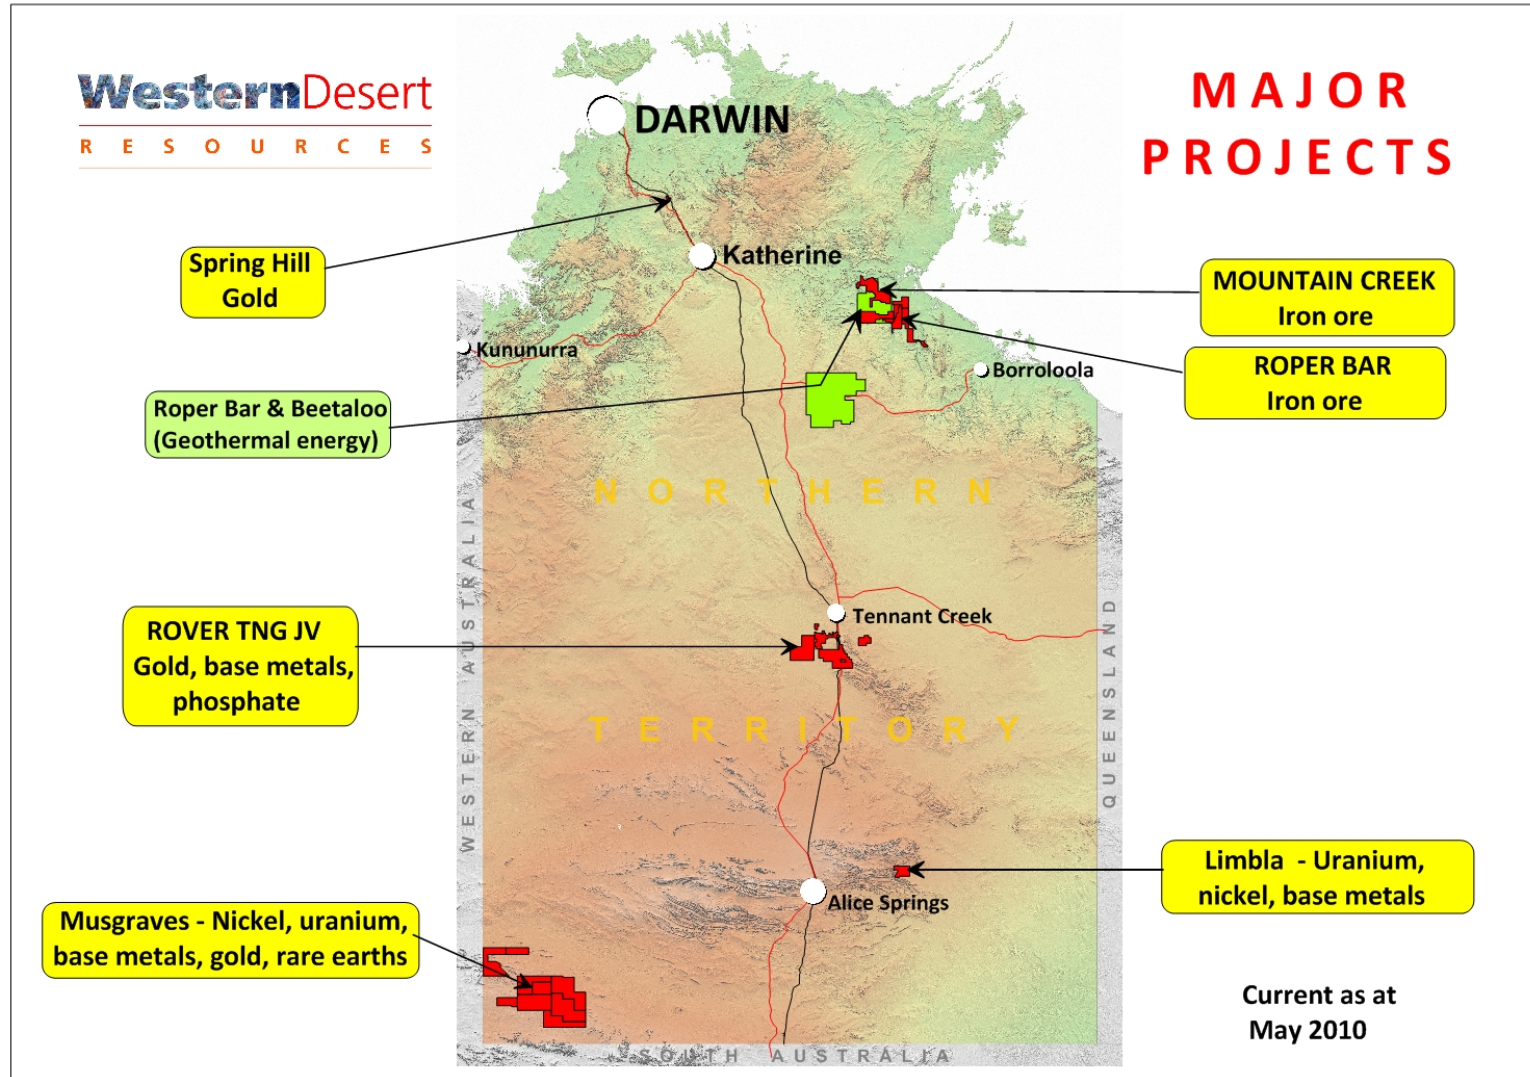 WesternDesert
RESOURCES
MAJOR
PROJECTS
DARWIN
Spring Hill
Gold
Katherine
MOUNTAIN CREEK
Iron ore
Kununurra
ROPER BAR
Iron ore
Borroloola
Roper Bar & Beetaloo
(Geothermal energy)
NORTHERN
WESTERN AUSTRALIA
QUEENSLAND
Tennant Creek
ROVER TNG JV
Gold, base metals,
phosphate
TERRITORY
Limbla - Uranium,
nickel, base metals
Alice Springs
Musgraves - Nickel, uranium,
base metals, gold, rare earths
Current as at
May 2010
SOUTH AUSTRALIA